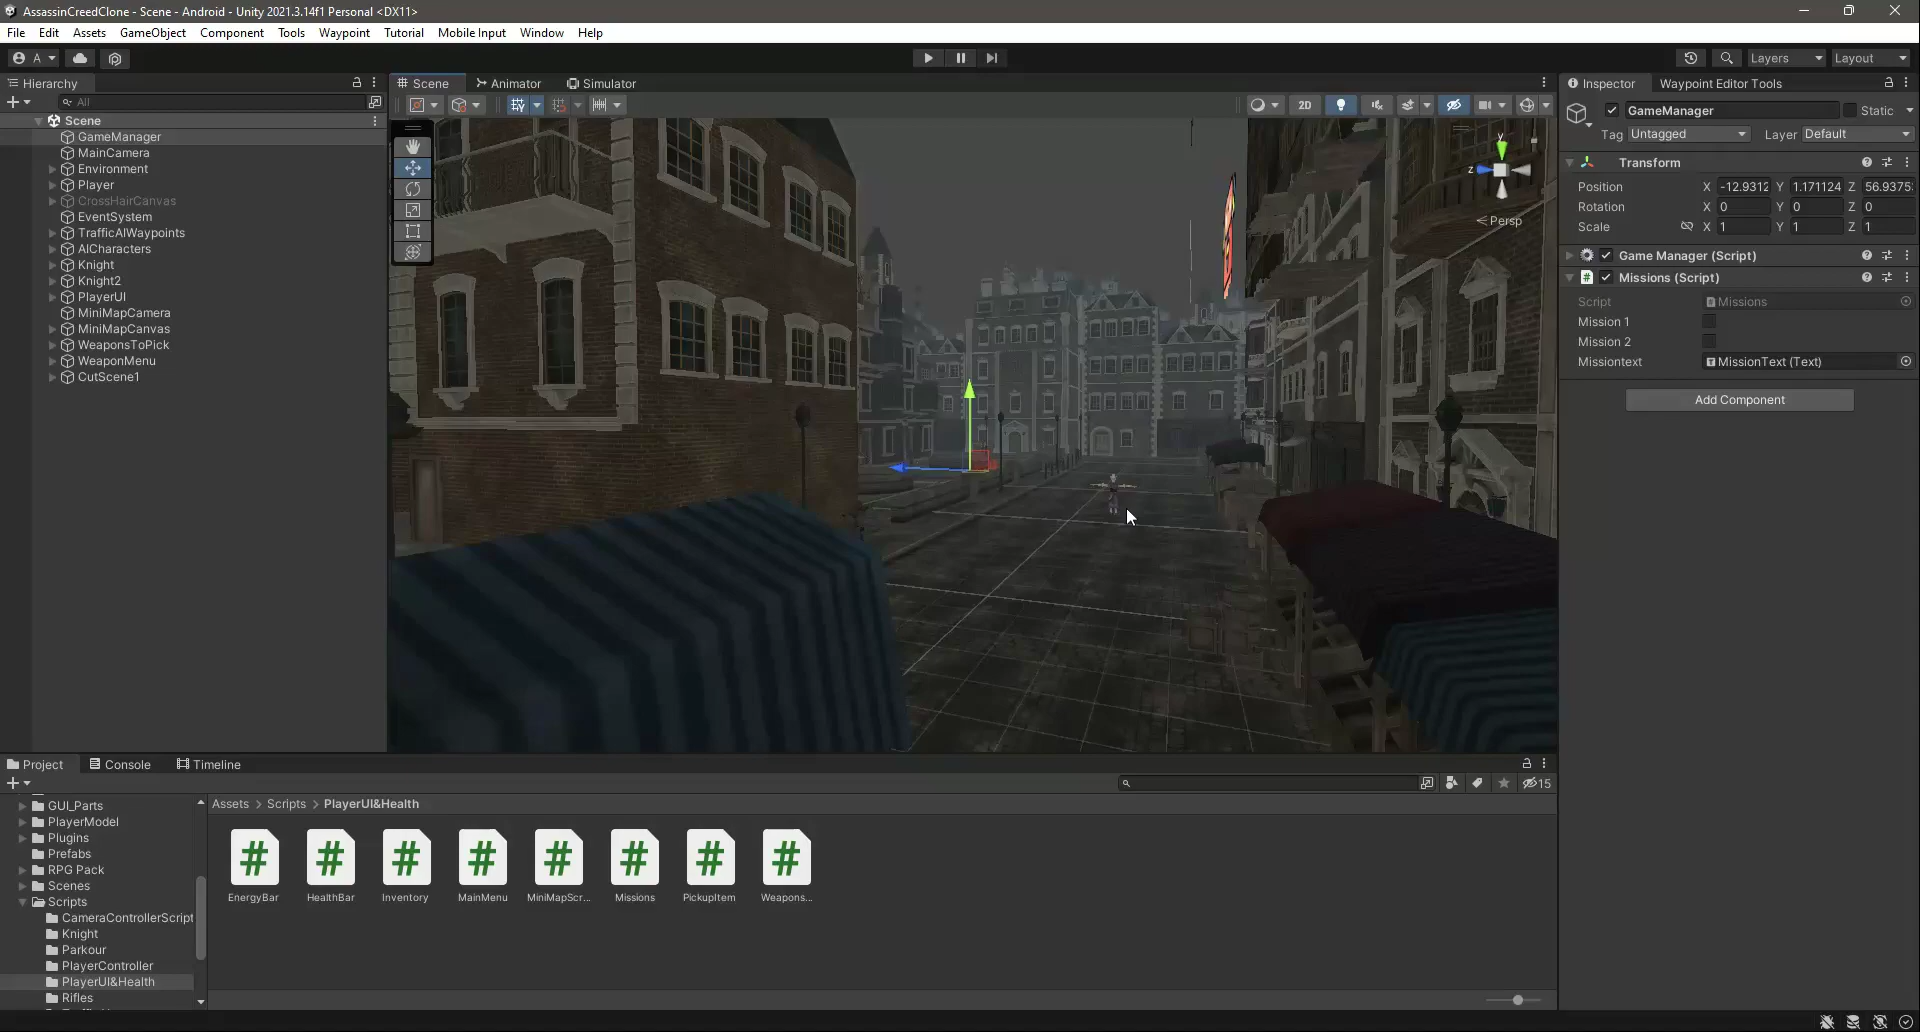 AssassinCreedClone - Scene - Android - Unity 2021.3.14f1 Personal <DX11>
File Edit Assets GameObject Component Tools Waypoint Tutorial Mobile Input Window Help
A
Layers
Layout
Hierarchy
All
Scene
GameManager
MainCamera
Environment
Player
CrossHairCanvas
EventSystem
TrafficAIWaypoints
AICharacters
Knight
Knight2
PlayerUI
MiniMapCamera
MiniMapCanvas
WeaponsToPick
WeaponMenu
CutScene1
Scene
Animator
Simulator
2D
y
z
Persp
Inspector
Waypoint Editor Tools
GameManager
Static
Tag Untagged
Layer Default
Transform
Position X -12.9312 Y 1.171124 Z 56.9375:
Rotation X 0 Y 0 Z 0
Scale X 1 Y 1 Z 1
Game Manager (Script)
# Missions (Script)
Script Missions
Mission 1
Mission 2
Missiontext MissionText (Text)
Add Component
Project
Console
Timeline
15
GUI_Parts
PlayerModel
Plugins
Prefabs
RPG Pack
Scenes
Scripts
CameraControllerScript
Knight
Parkour
PlayerController
PlayerUI&Health
Rifles
Assets > Scripts > PlayerUI&Health
# # # # # # # #
EnergyBar HealthBar Inventory MainMenu MiniMapScr... Missions PickupItem Weapons...